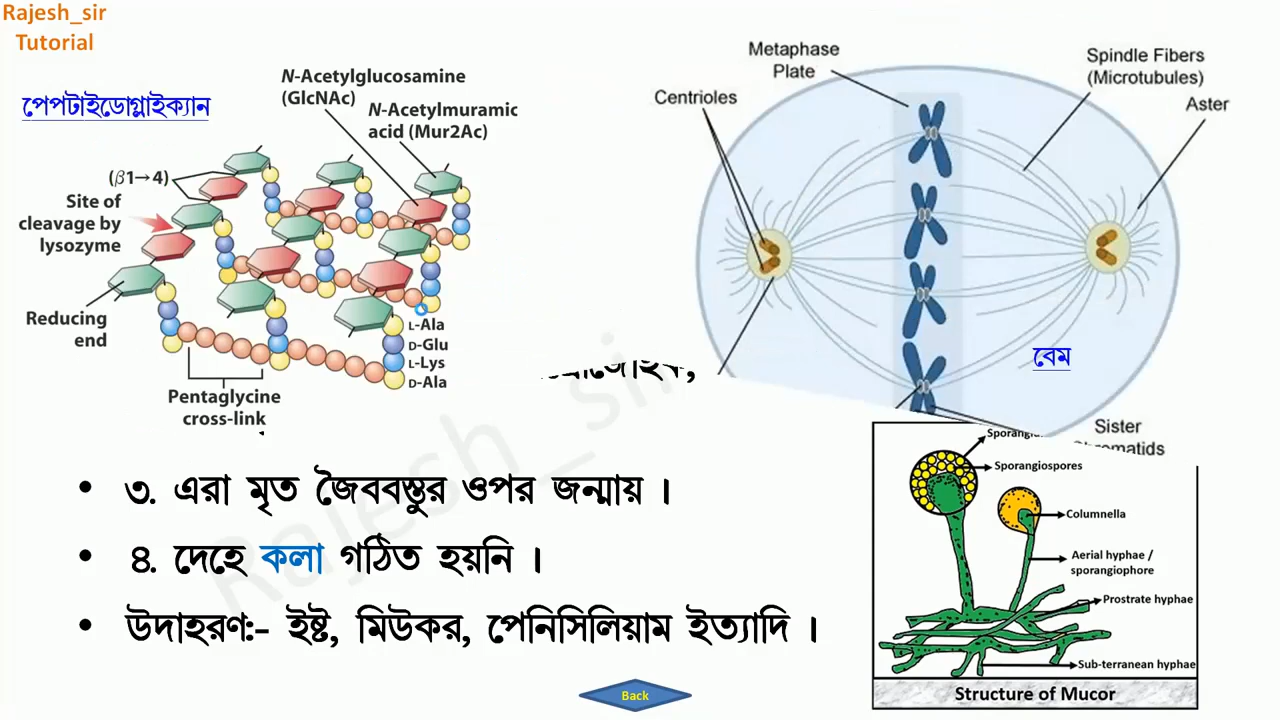 Rajesh_sir
Tutorial
পেপটাইডোগ্লাইক্যান
N-Acetylglucosamine
(GlcNAc)
N-Acetylmuramic
acid (Mur2Ac)
(β1→4)
Site of
cleavage by
lysozyme
Reducing
end
L-Ala
D-Glu
L-Lys
D-Ala
Pentaglycine
cross-link
Metaphase
Plate
Centrioles
Spindle Fibers
(Microtubules)
Aster
বেম
Sister
• ৩. এরা মৃত জৈববস্তুর ওপর জন্মায় ।
• ৪. দেহে কলা গঠিত হয়নি ।
• উদাহরণ:- ইষ্ট, মিউকর, পেনিসিলিয়াম ইত্যাদি ।
Sporangiospores
Columnella
Aerial hyphae /
sporangiophore
Prostrate hyphae
Sub-terranean hyphae
Structure of Mucor
Back
Rajesh_sir